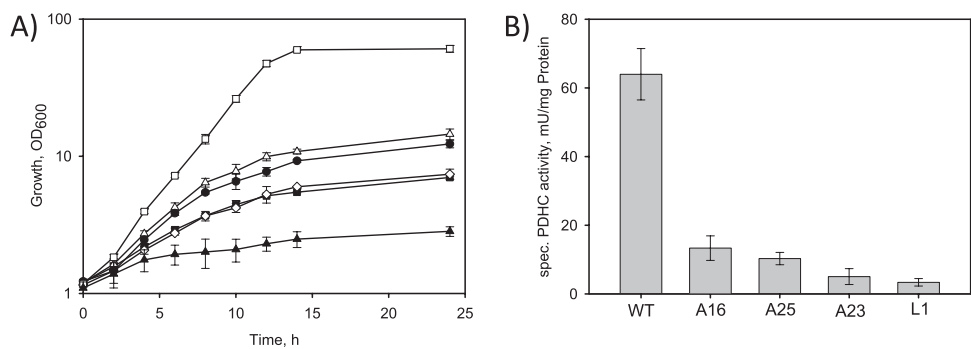 A)
100
10
1
Growth, OD600
0 5 10 15 20 25
Time, h
B)
80
60
40
20
0
spec. PDHC activity, mU/mg Protein
WT A16 A25 A23 L1